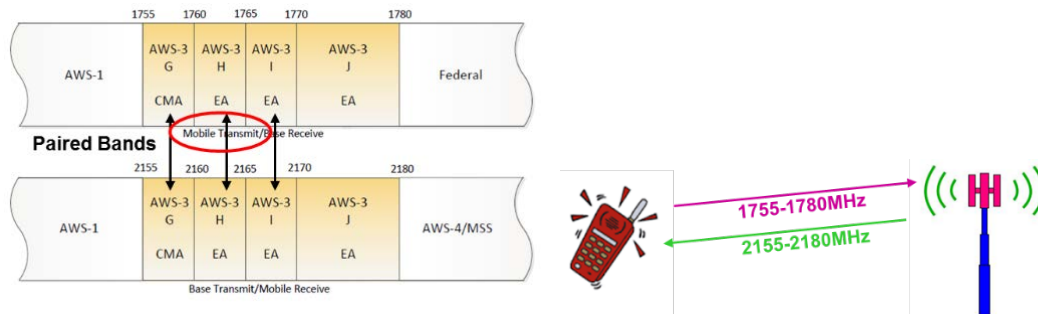 1755 1760 1765 1770 1780
AWS-1
AWS-3
G
CMA
AWS-3
H
EA
AWS-3
I
EA
AWS-3
J
EA
Federal
Mobile Transmit/Base Receive
Paired Bands
2155 2160 2165 2170 2180
AWS-1
AWS-3
G
CMA
AWS-3
H
EA
AWS-3
I
EA
AWS-3
J
EA
AWS-4/MSS
Base Transmit/Mobile Receive
1755-1780MHz
2155-2180MHz